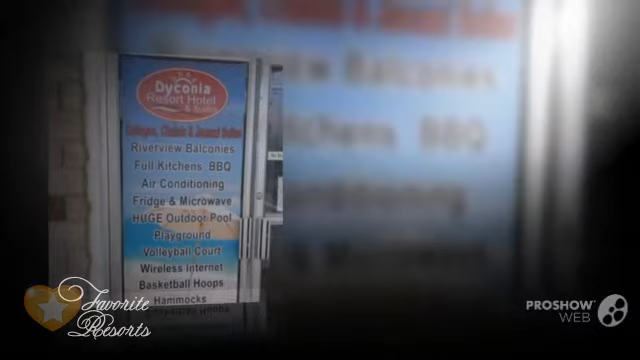 Dyconia
Resort Hotel
& Suites
Cottages, Chalets & Jacuzzi Suites
Riverview Balconies
Full Kitchens BBQ
Air Conditioning
Fridge & Microwave
HUGE Outdoor Pool
Playground
Volleyball Court
Wireless Internet
Basketball Hoops
Hammocks
Favorite
Resorts
PROSHOW
WEB